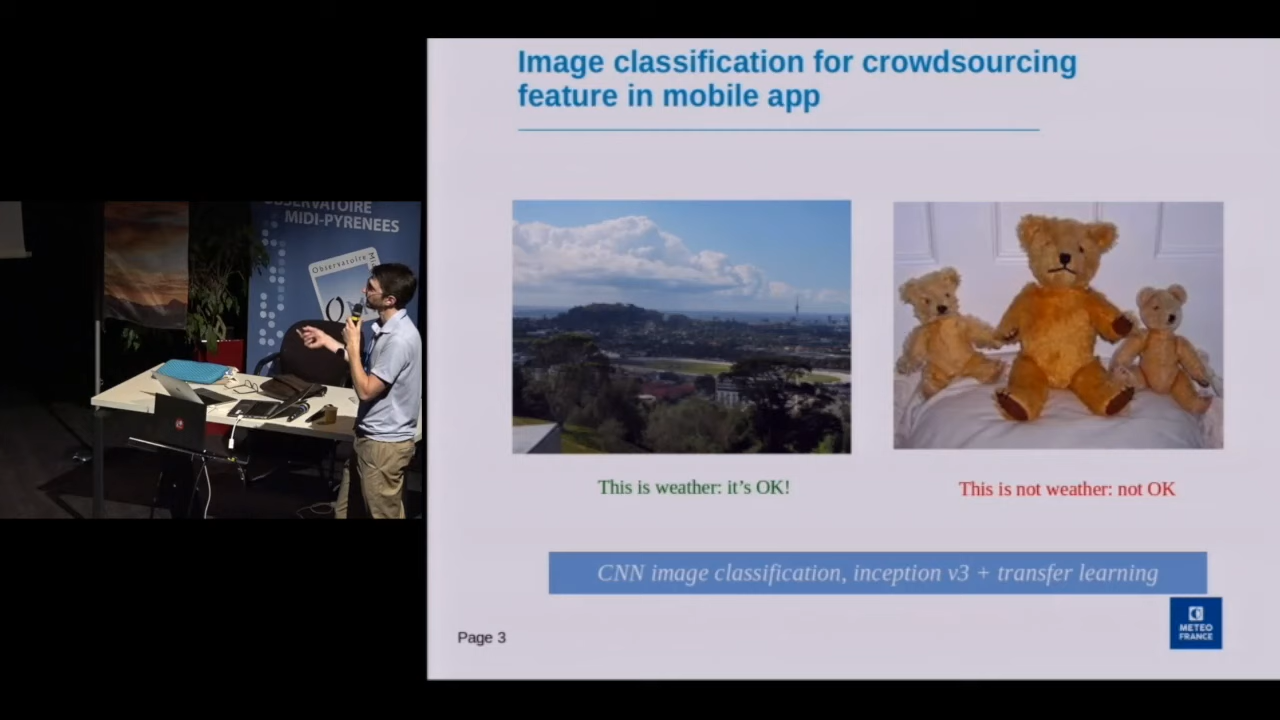 OBSERVATOIRE
MIDI-PYRENEES
Observatoire
Image classification for crowdsourcing
feature in mobile app
This is weather: it's OK!
This is not weather: not OK
CNN image classification, inception v3 + transfer learning
METEO
FRANCE
Page 3